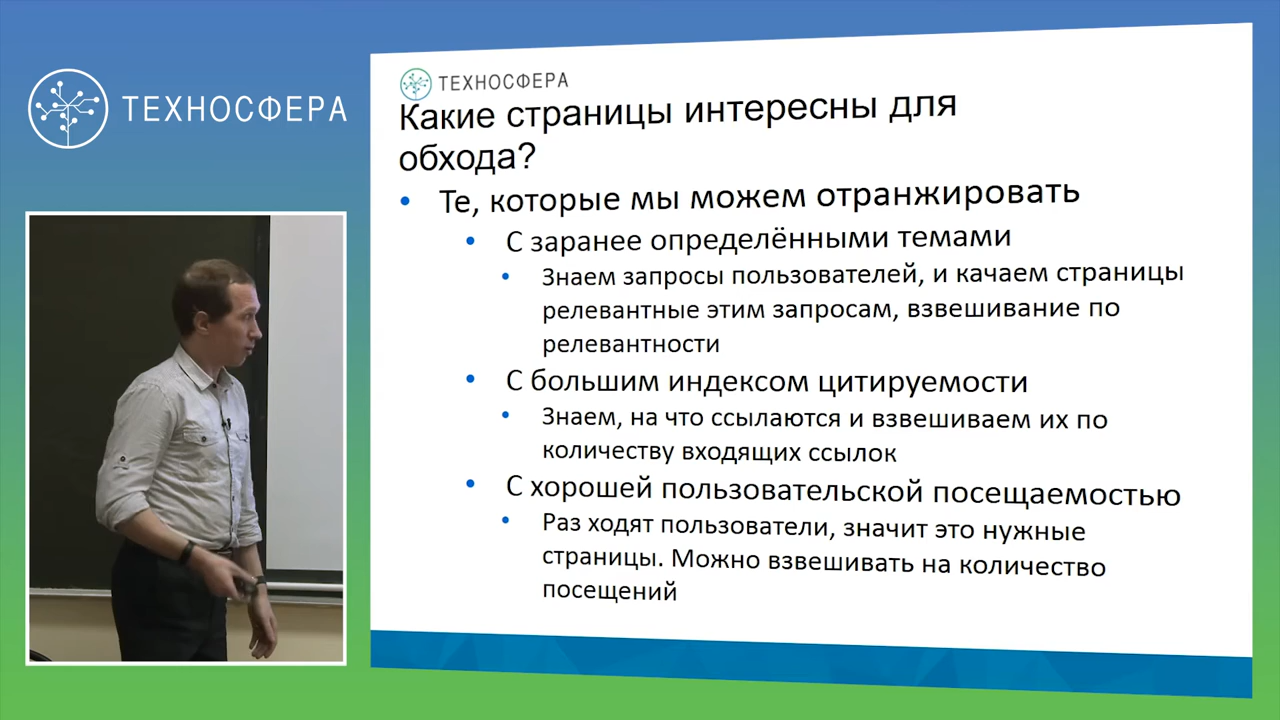 ТЕХНОСФЕРА
ТЕХНОСФЕРА
Какие страницы интересны для
обхода?
• Те, которые мы можем отранжировать
• С заранее определёнными темами
• Знаем запросы пользователей, и качаем страницы
релевантные этим запросам, взвешивание по
релевантности
• С большим индексом цитируемости
• Знаем, на что ссылаются и взвешиваем их по
количеству входящих ссылок
• С хорошей пользовательской посещаемостью
• Раз ходят пользователи, значит это нужные
страницы. Можно взвешивать на количество
посещений